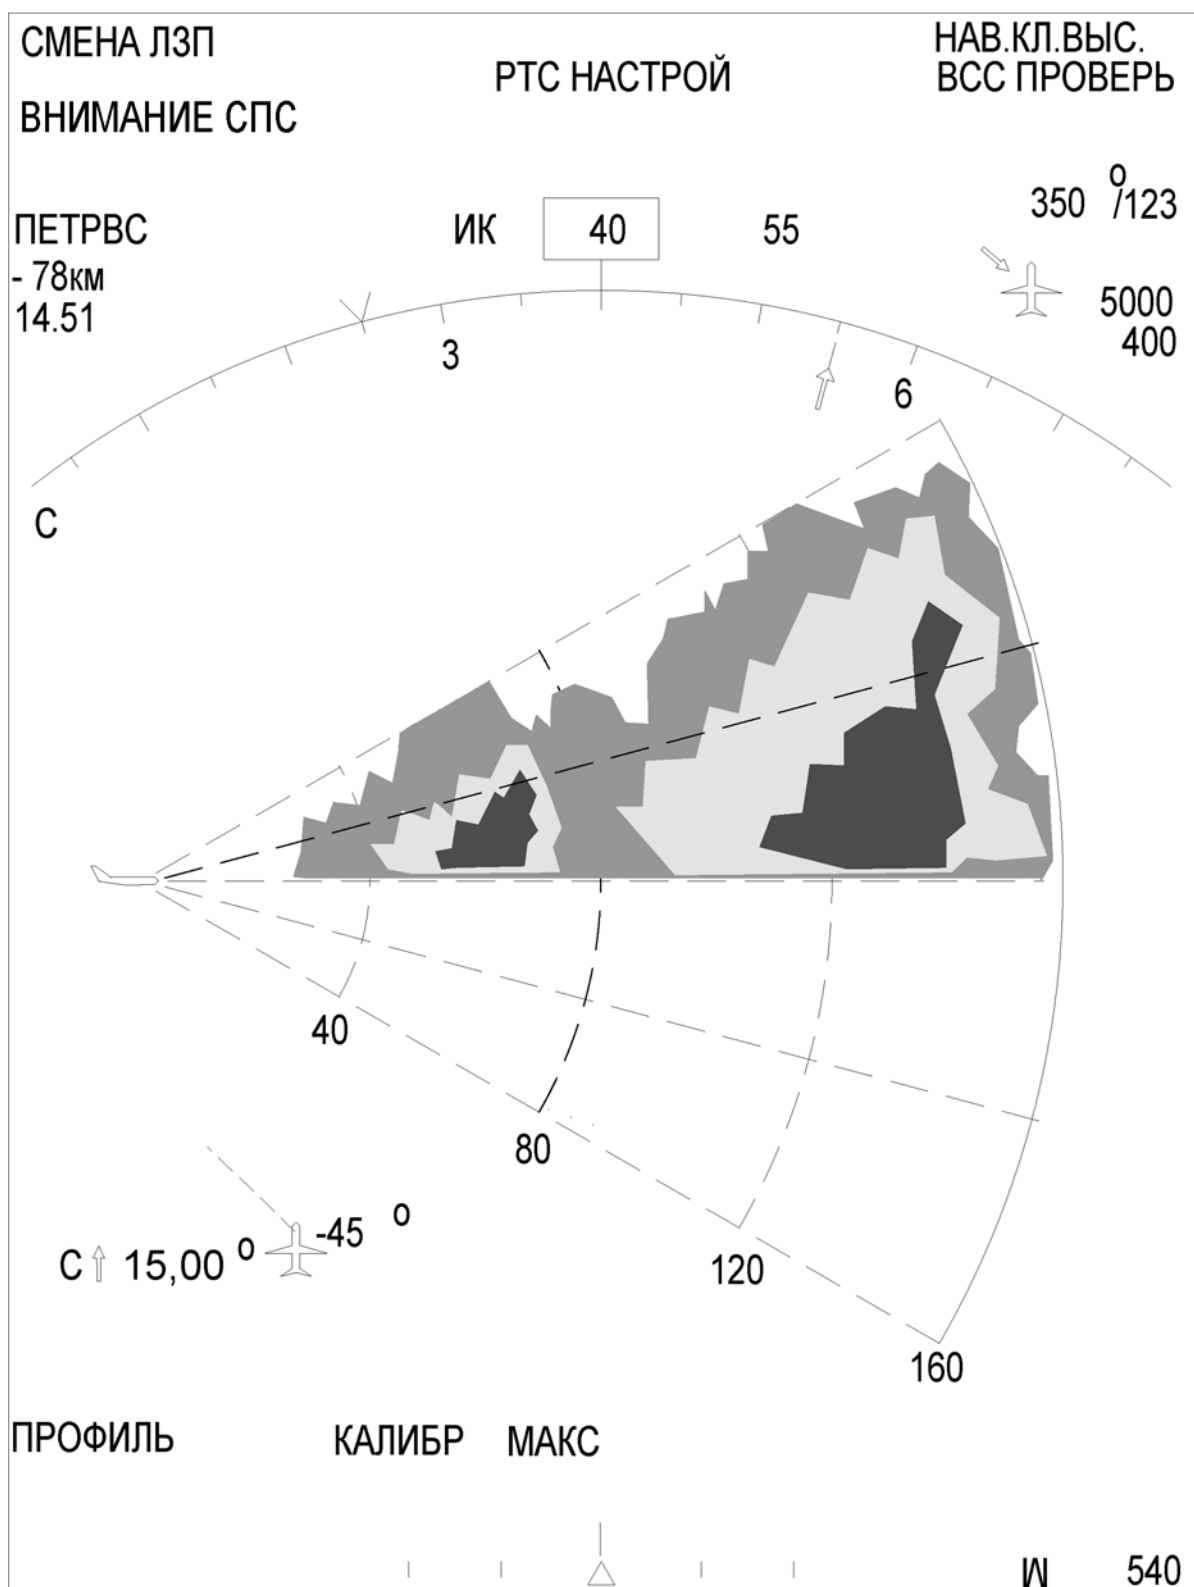 СМЕНА ЛЗП
НАВ.КЛ.ВЫС.
РТС НАСТРОЙ
ВСС ПРОВЕРЬ
ВНИМАНИЕ СПС
350 º/123
ПЕТРВС
ИК 40 55
- 78км
14.51
5000
400
3
6
С
40
80
-45 º
С 15,00 º
120
160
ПРОФИЛЬ КАЛИБР МАКС
540